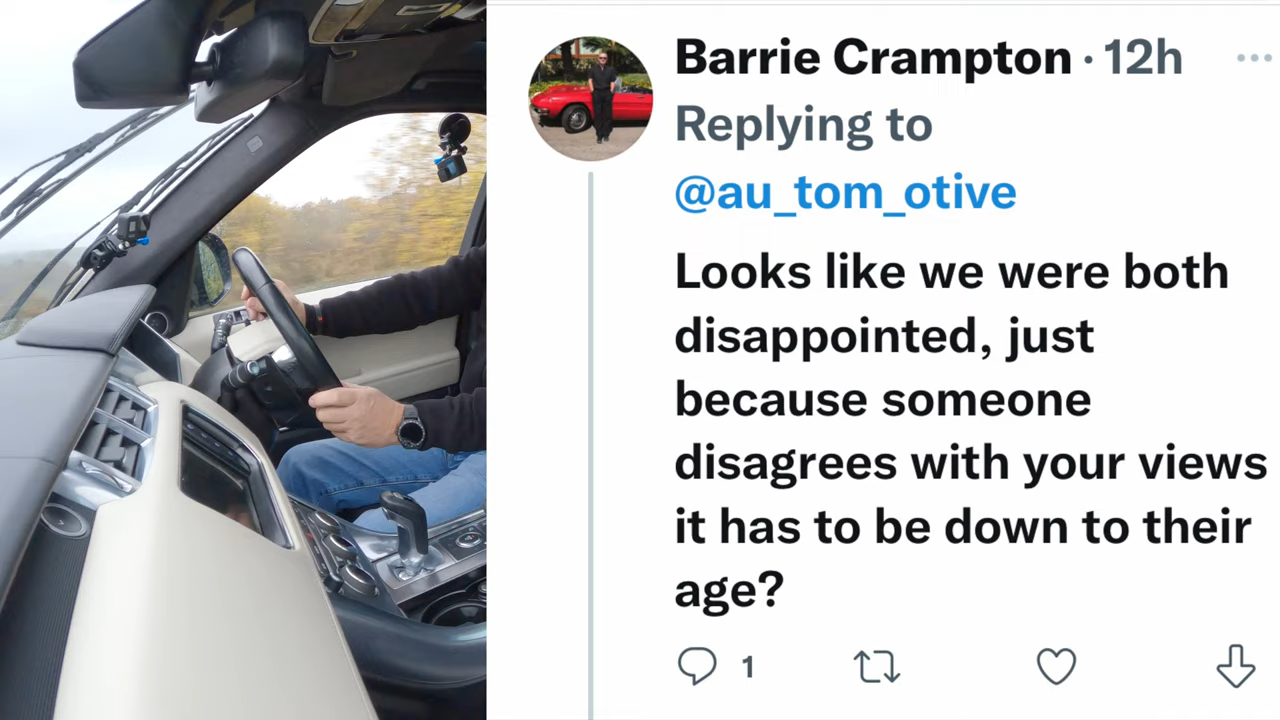 Barrie Crampton · 12h
Replying to
@au_tom_otive
Looks like we were both
disappointed, just
because someone
disagrees with your views
it has to be down to their
age?
1